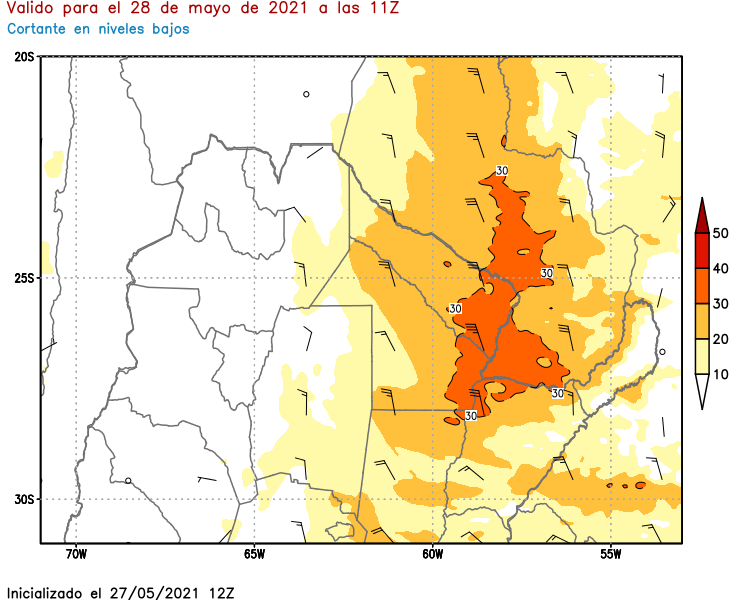 Valido para el 28 de mayo de 2021 a las 11Z
Cortante en niveles bajos
20S
30
50
25S
30
40
30
30
20
30
10
30
30S
70W 65W 60W 55W
Inicializado el 27/05/2021 12Z